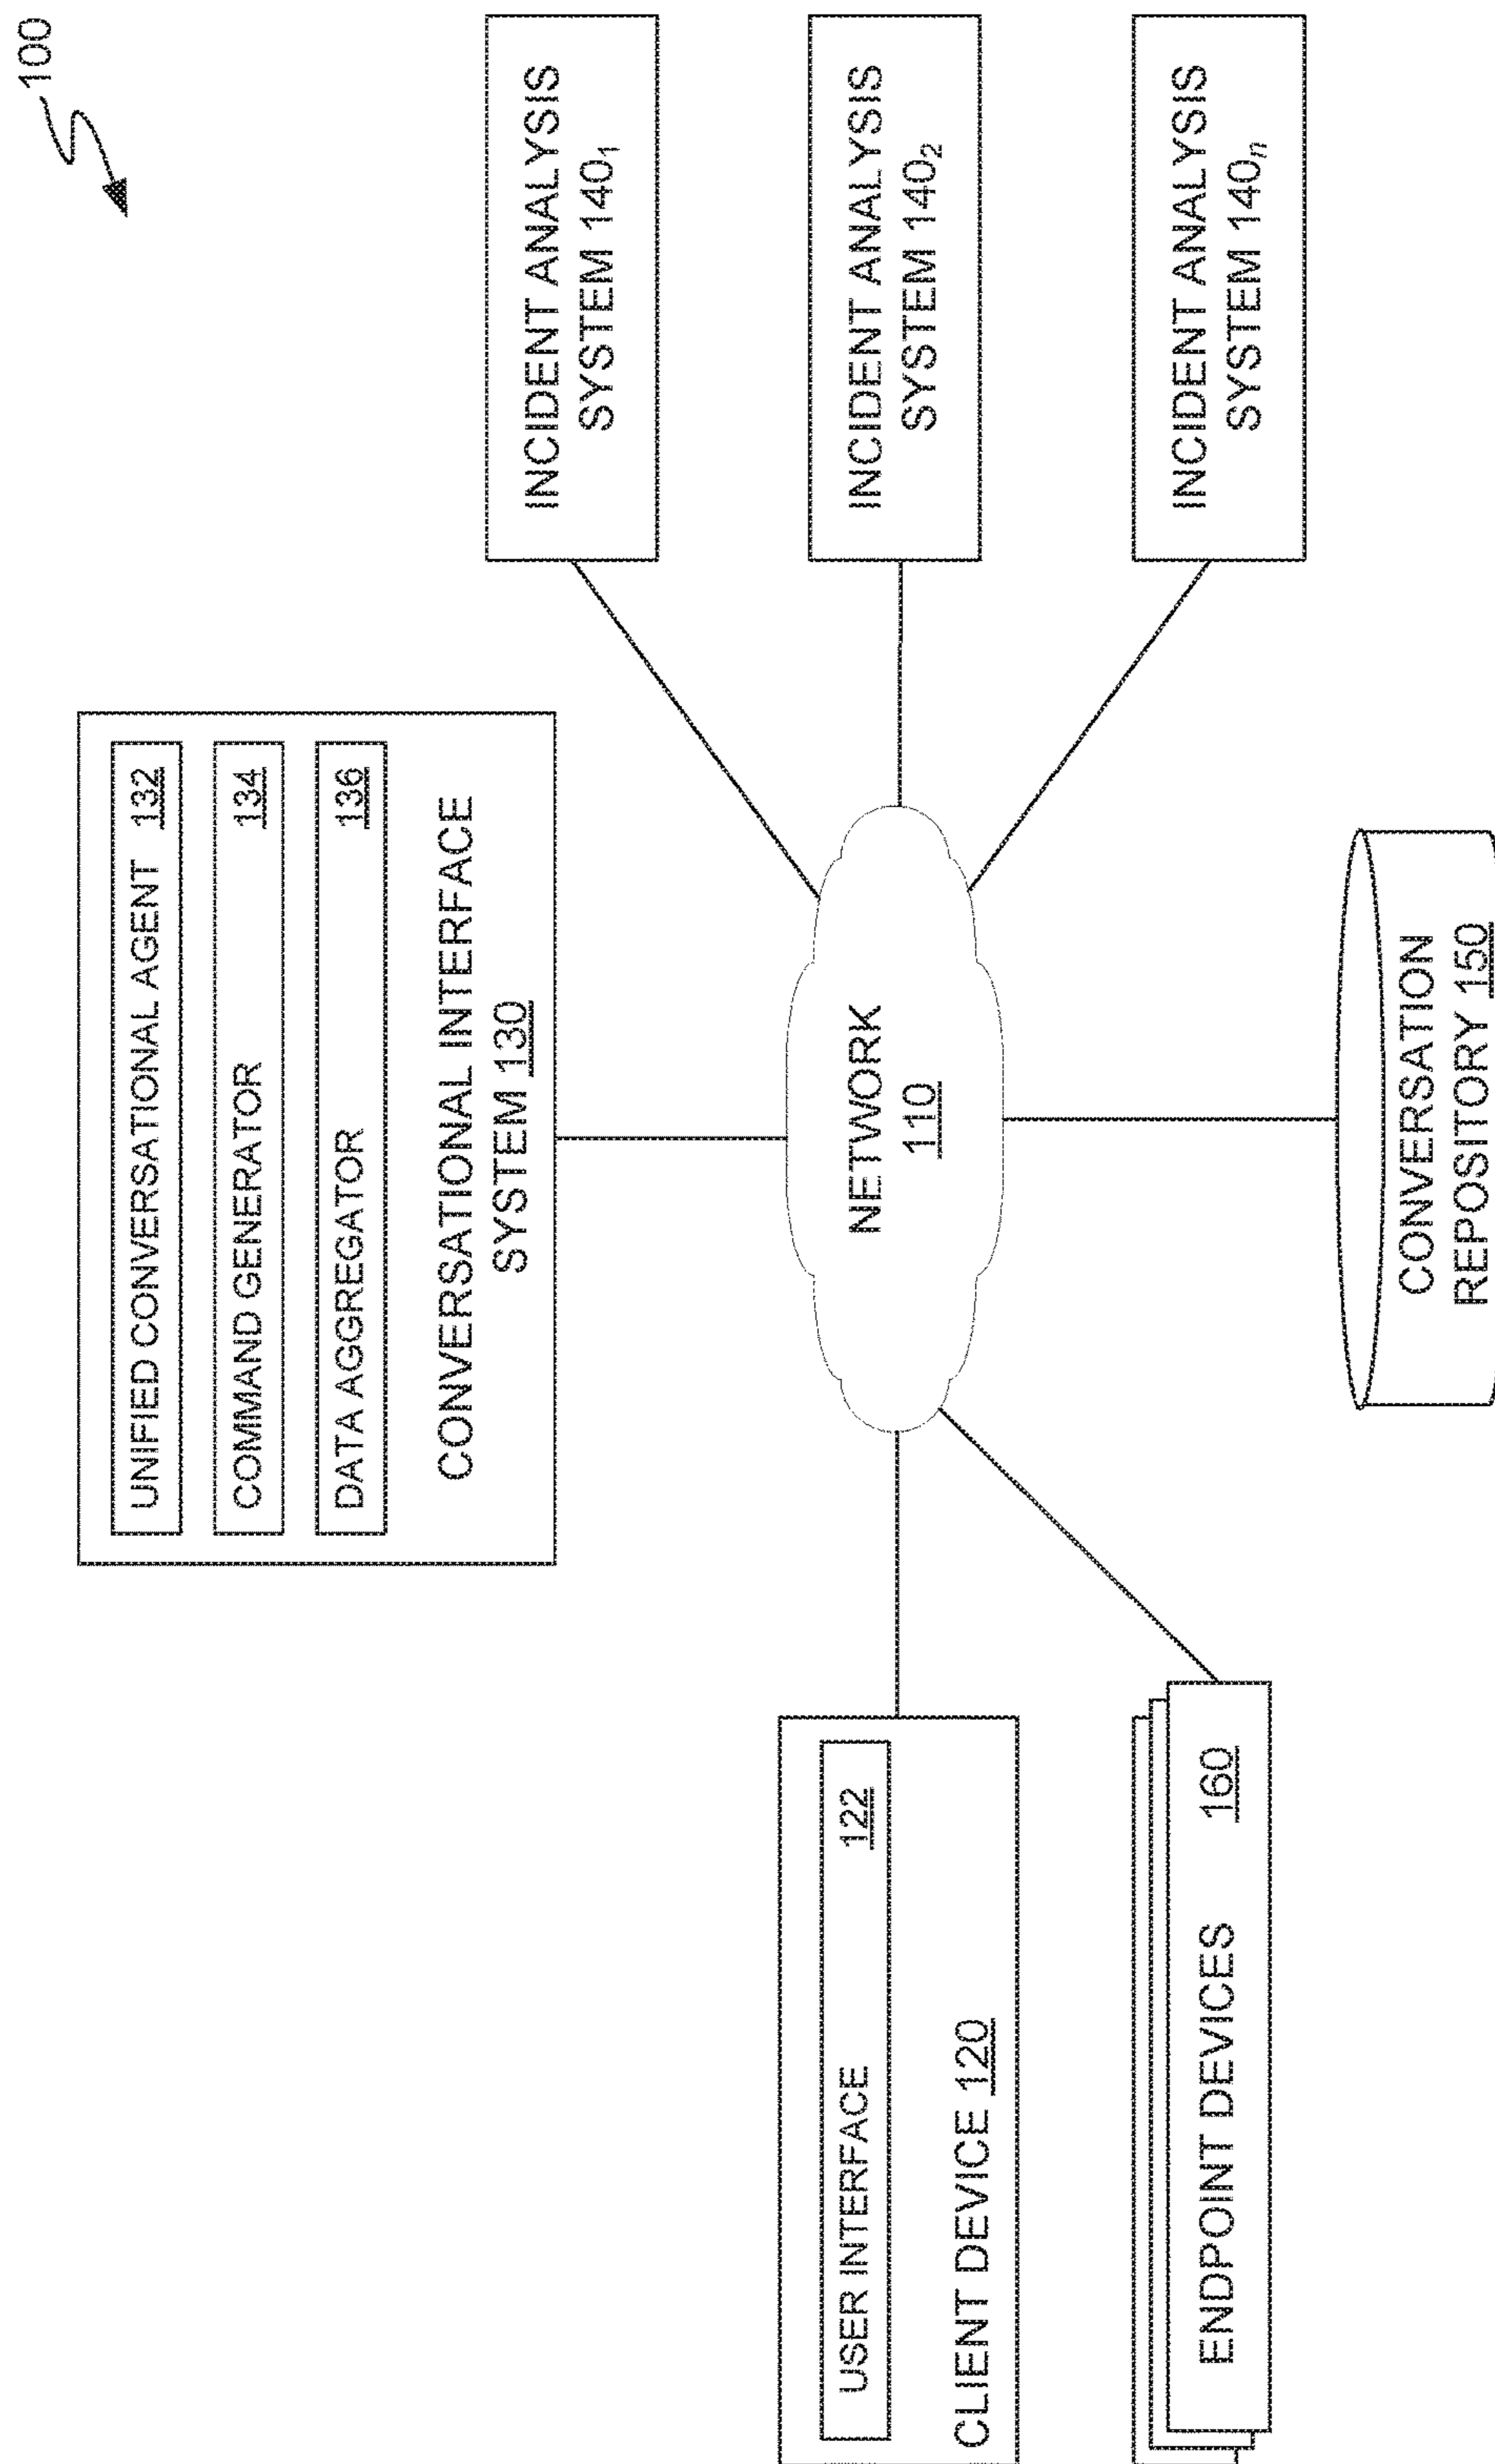 100
UNIFIED CONVERSATIONAL AGENT 132
COMMAND GENERATOR 134
DATA AGGREGATOR 136
CONVERSATIONAL INTERFACE
SYSTEM 130
USER INTERFACE 122
CLIENT DEVICE 120
ENDPOINT DEVICES 160
NETWORK
110
INCIDENT ANALYSIS
SYSTEM 140₁
INCIDENT ANALYSIS
SYSTEM 140₂
INCIDENT ANALYSIS
SYSTEM 140ₙ
CONVERSATION
REPOSITORY 150